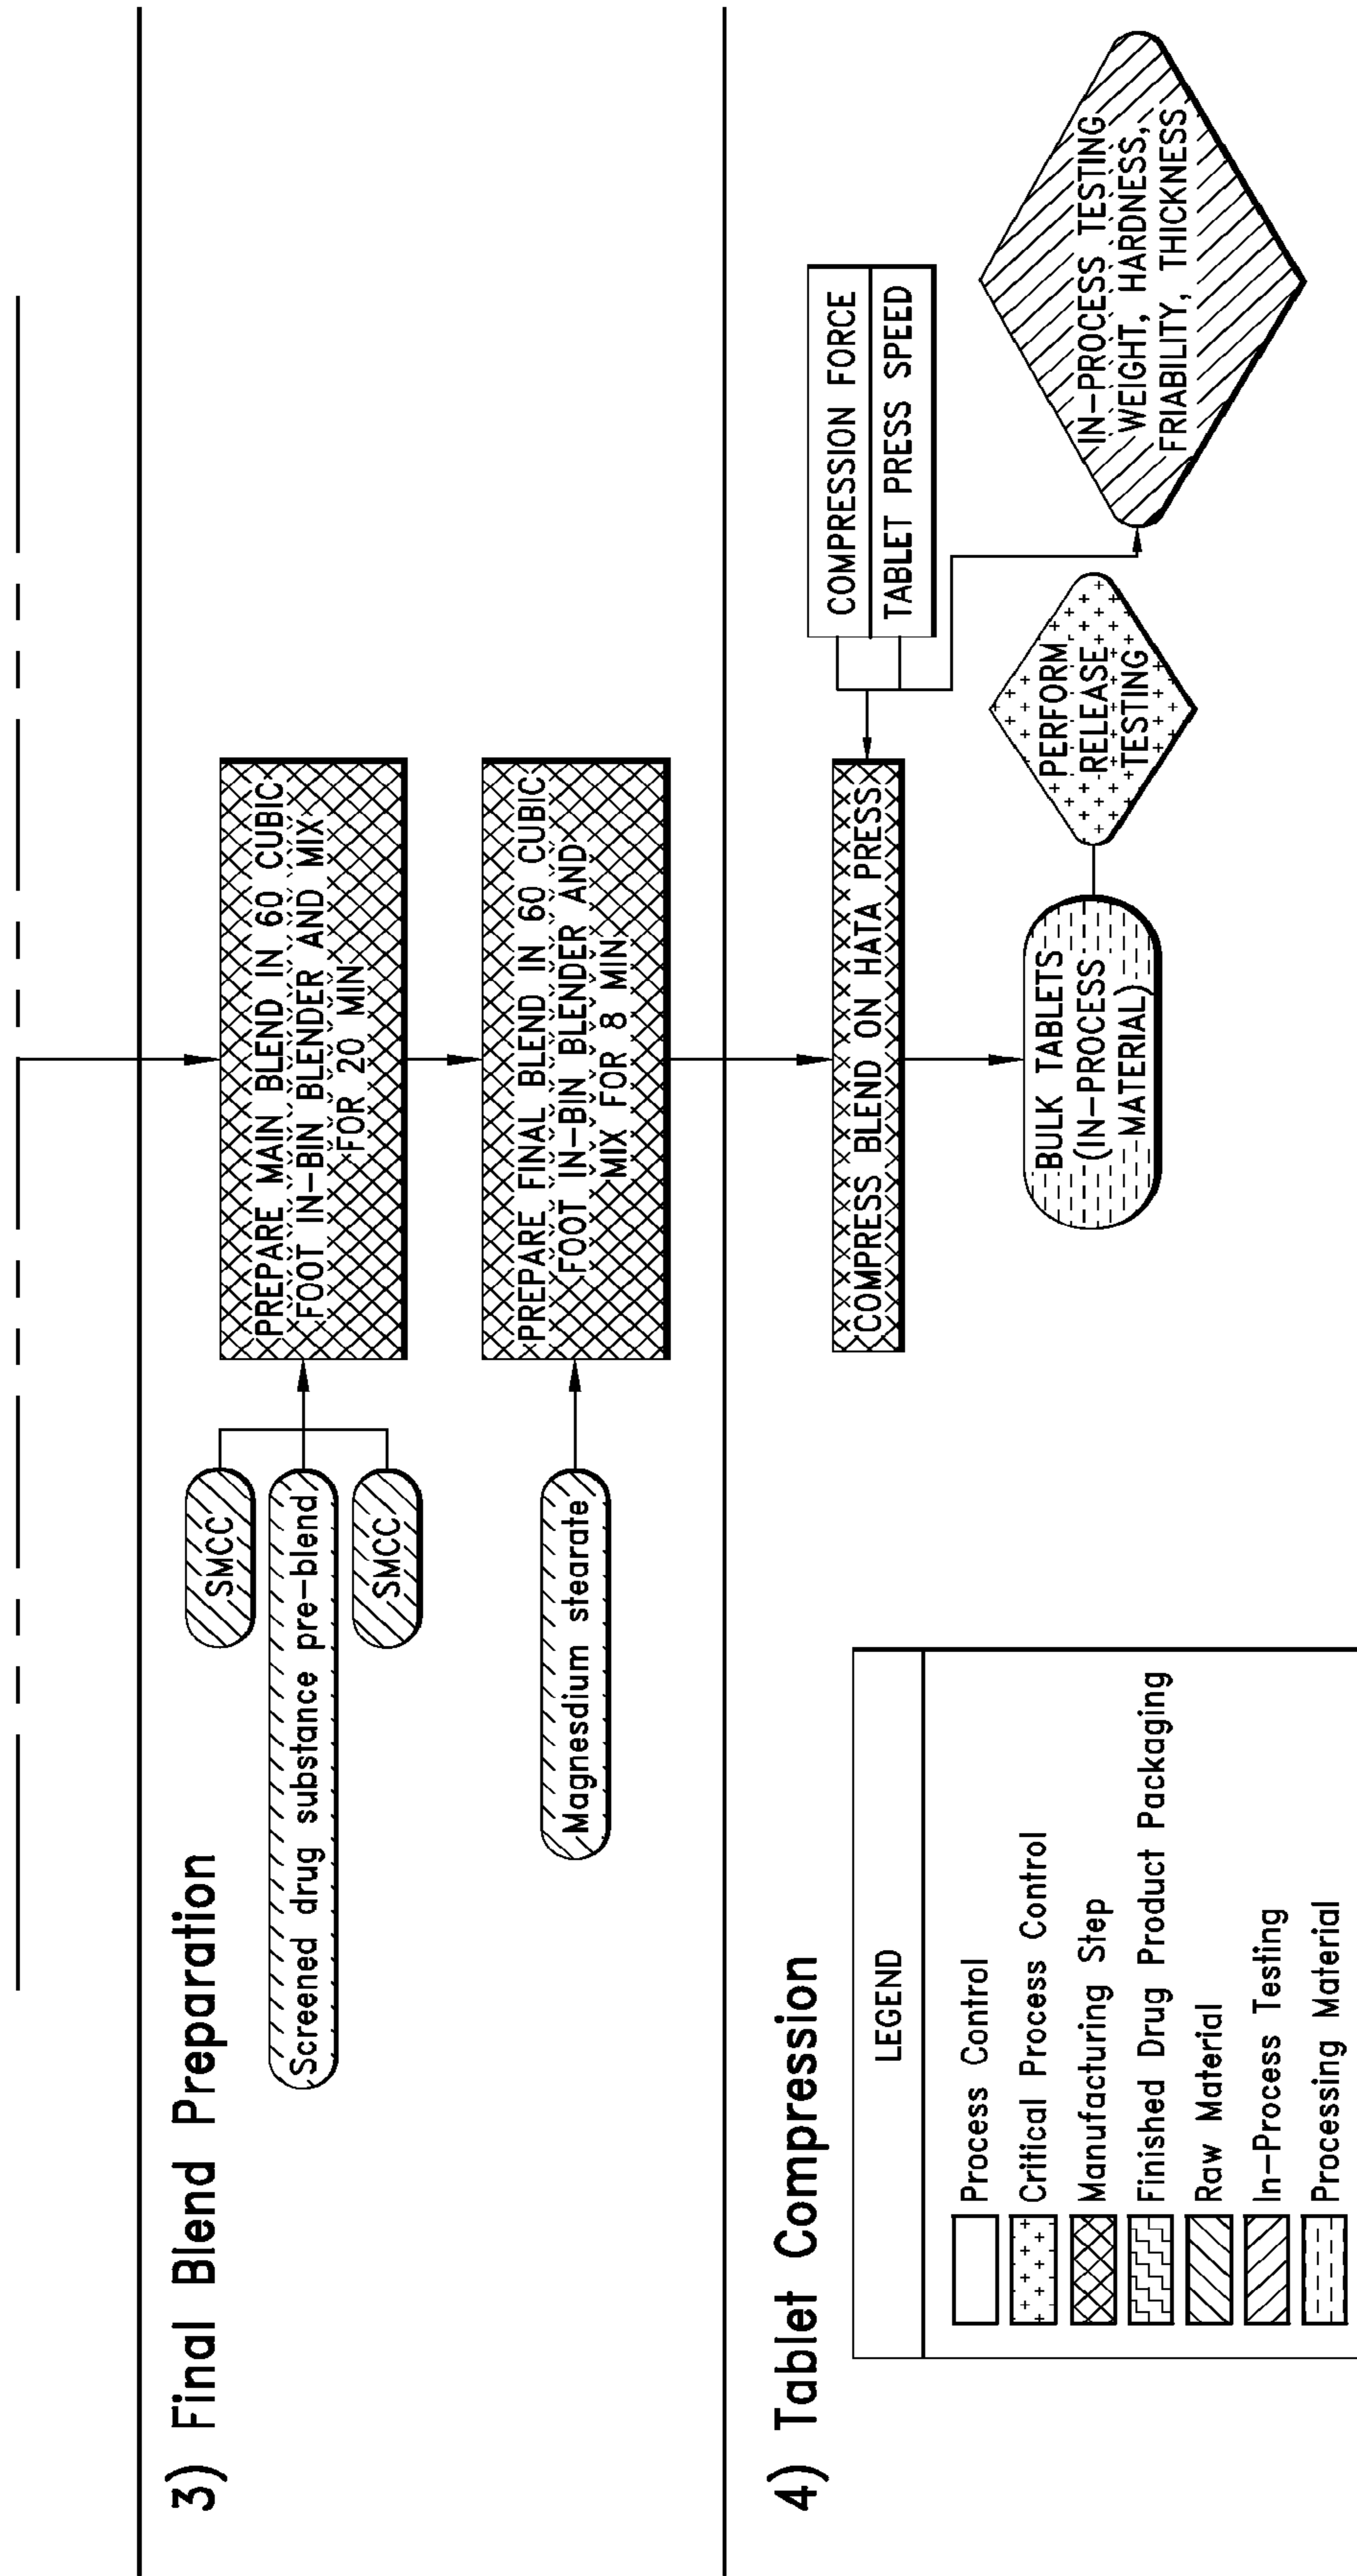 3) Final Blend Preparation
SMCC
Screened drug substance pre-blend
SMCC
PREPARE MAIN BLEND IN 60 CUBIC
FOOT IN-BIN BLENDER AND MIX
FOR 20 MIN
Magnesdium stearate
PREPARE FINAL BLEND IN 60 CUBIC
FOOT IN-BIN BLENDER AND
MIX FOR 8 MIN
4) Tablet Compression
COMPRESS BLEND ON HATA PRESS
COMPRESSION FORCE
TABLET PRESS SPEED
BULK TABLETS
(IN-PROCESS
MATERIAL)
PERFORM
RELEASE
TESTING
IN-PROCESS TESTING
WEIGHT, HARDNESS,
FRIABILITY, THICKNESS
LEGEND
Process Control
Critical Process Control
Manufacturing Step
Finished Drug Product Packaging
Raw Material
In-Process Testing
Processing Material